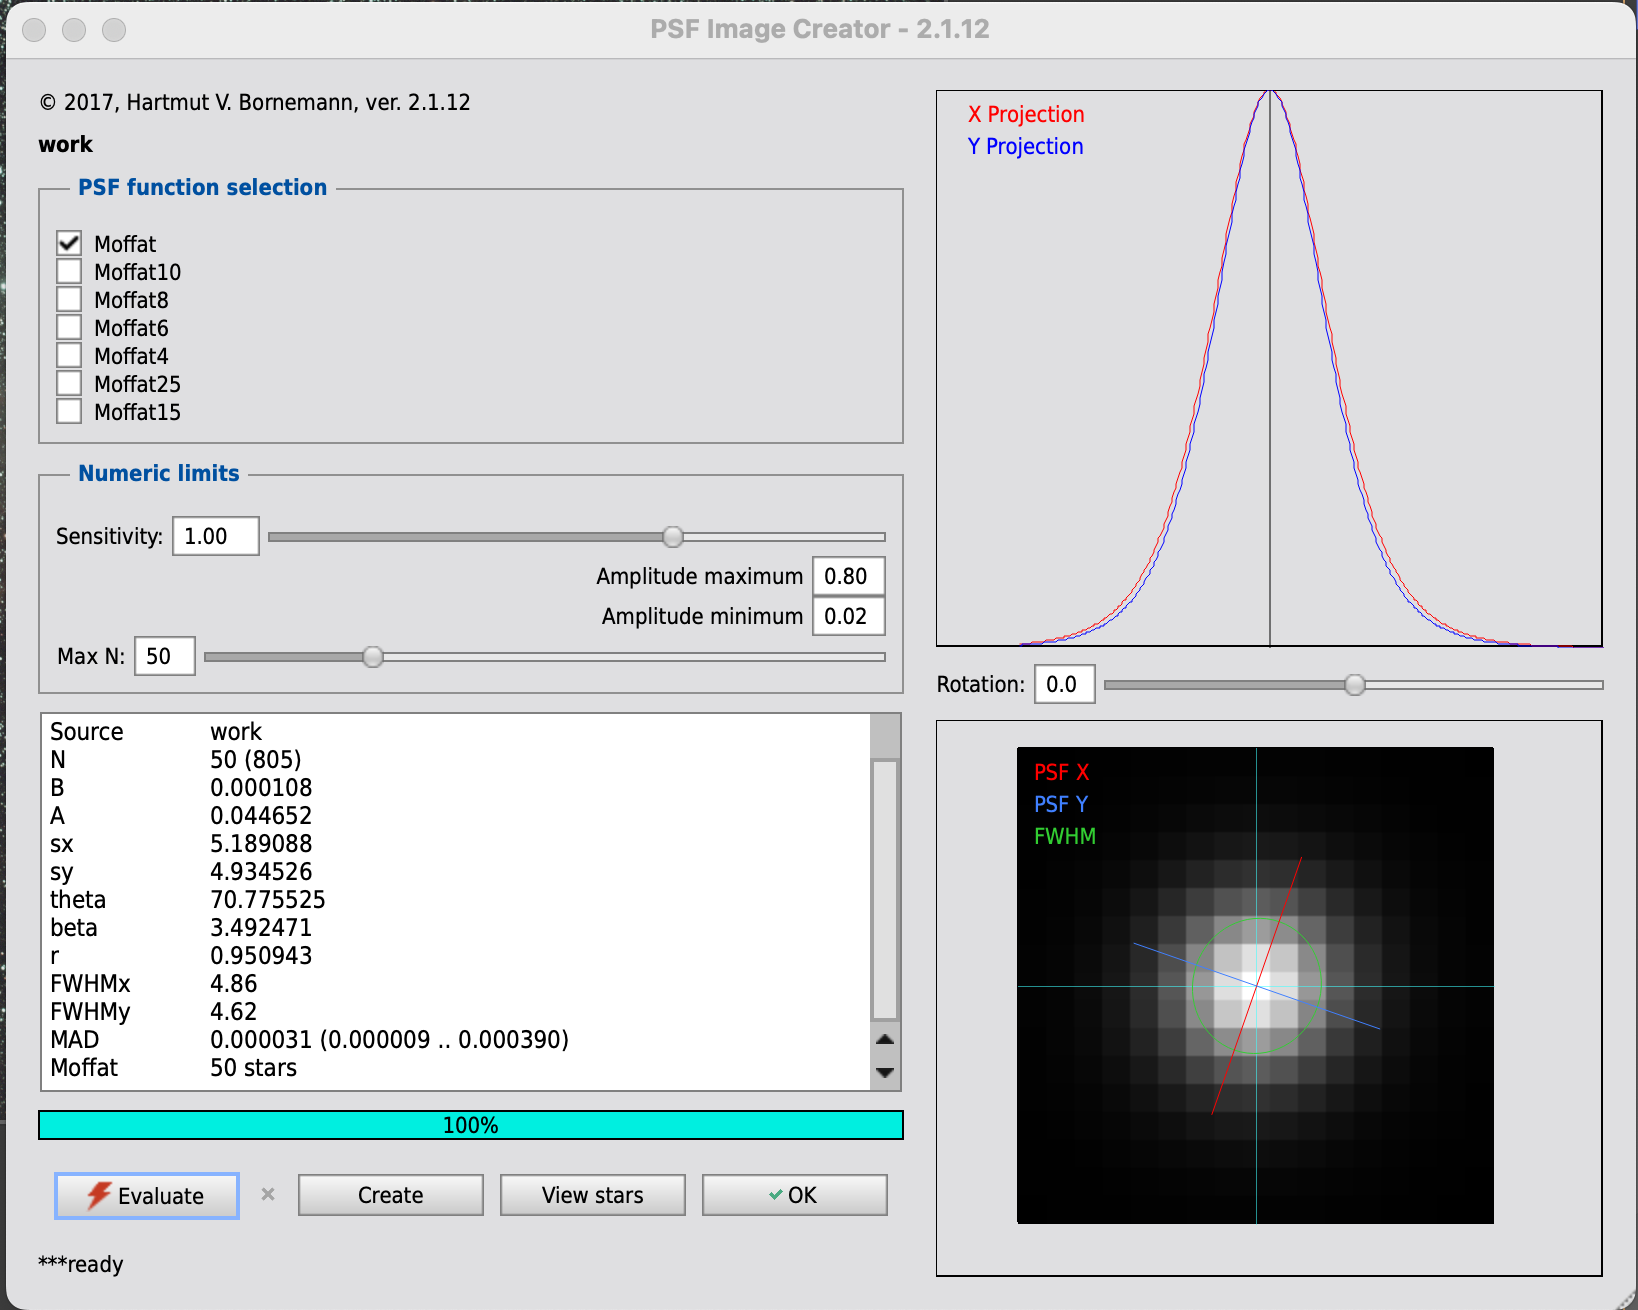 PSF Image Creator - 2.1.12
© 2017, Hartmut V. Bornemann, ver. 2.1.12
work
PSF function selection
Moffat
Moffat10
Moffat8
Moffat6
Moffat4
Moffat25
Moffat15
Numeric limits
Sensitivity: 1.00
Amplitude maximum 0.80
Amplitude minimum 0.02
Max N: 50
Source work
N 50 (805)
B 0.000108
A 0.044652
sx 5.189088
sy 4.934526
theta 70.775525
beta 3.492471
r 0.950943
FWHMx 4.86
FWHMy 4.62
MAD 0.000031 (0.000009 .. 0.000390)
Moffat 50 stars
100%
Evaluate
Create
View stars
OK
***ready
X Projection
Y Projection
Rotation: 0.0
PSF X
PSF Y
FWHM